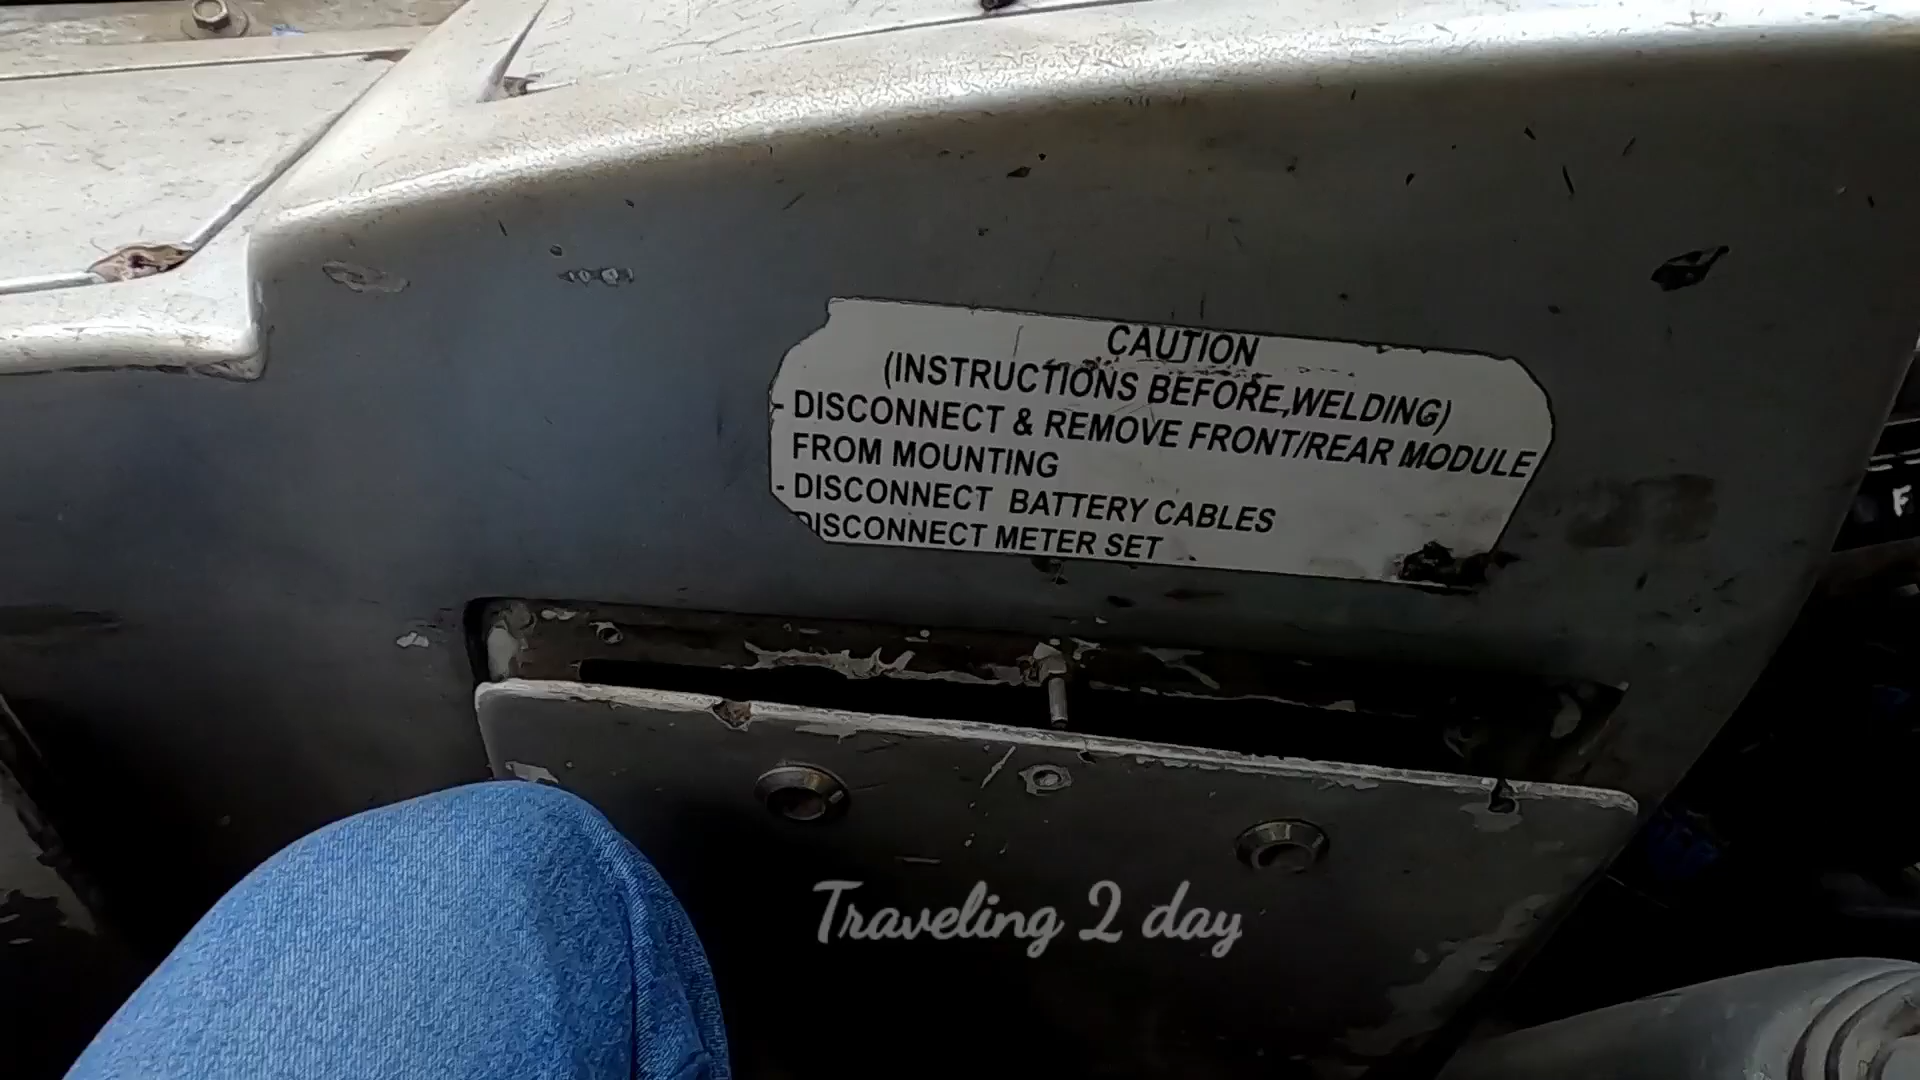 CAUTION
(INSTRUCTIONS BEFORE,WELDING)
- DISCONNECT & REMOVE FRONT/REAR MODULE
FROM MOUNTING
- DISCONNECT BATTERY CABLES
DISCONNECT METER SET
F
Traveling 2 day